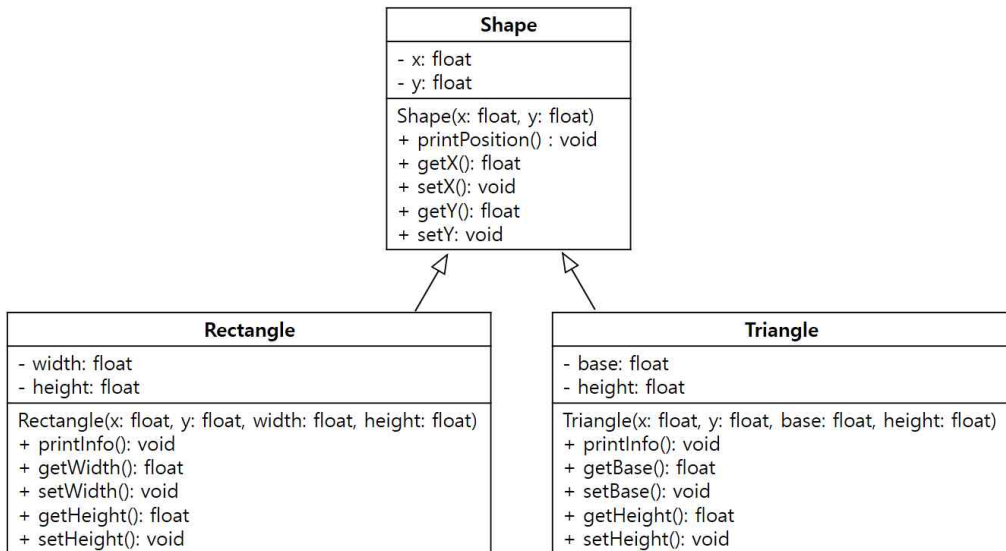 Shape
- x: float
- y: float
Shape(x: float, y: float)
+ printPosition() : void
+ getX(): float
+ setX(): void
+ getY(): float
+ setY: void
Rectangle
- width: float
- height: float
Rectangle(x: float, y: float, width: float, height: float)
+ printInfo(): void
+ getWidth(): float
+ setWidth(): void
+ getHeight(): float
+ setHeight(): void
Triangle
- base: float
- height: float
Triangle(x: float, y: float, base: float, height: float)
+ printInfo(): void
+ getBase(): float
+ setBase(): void
+ getHeight(): float
+ setHeight(): void